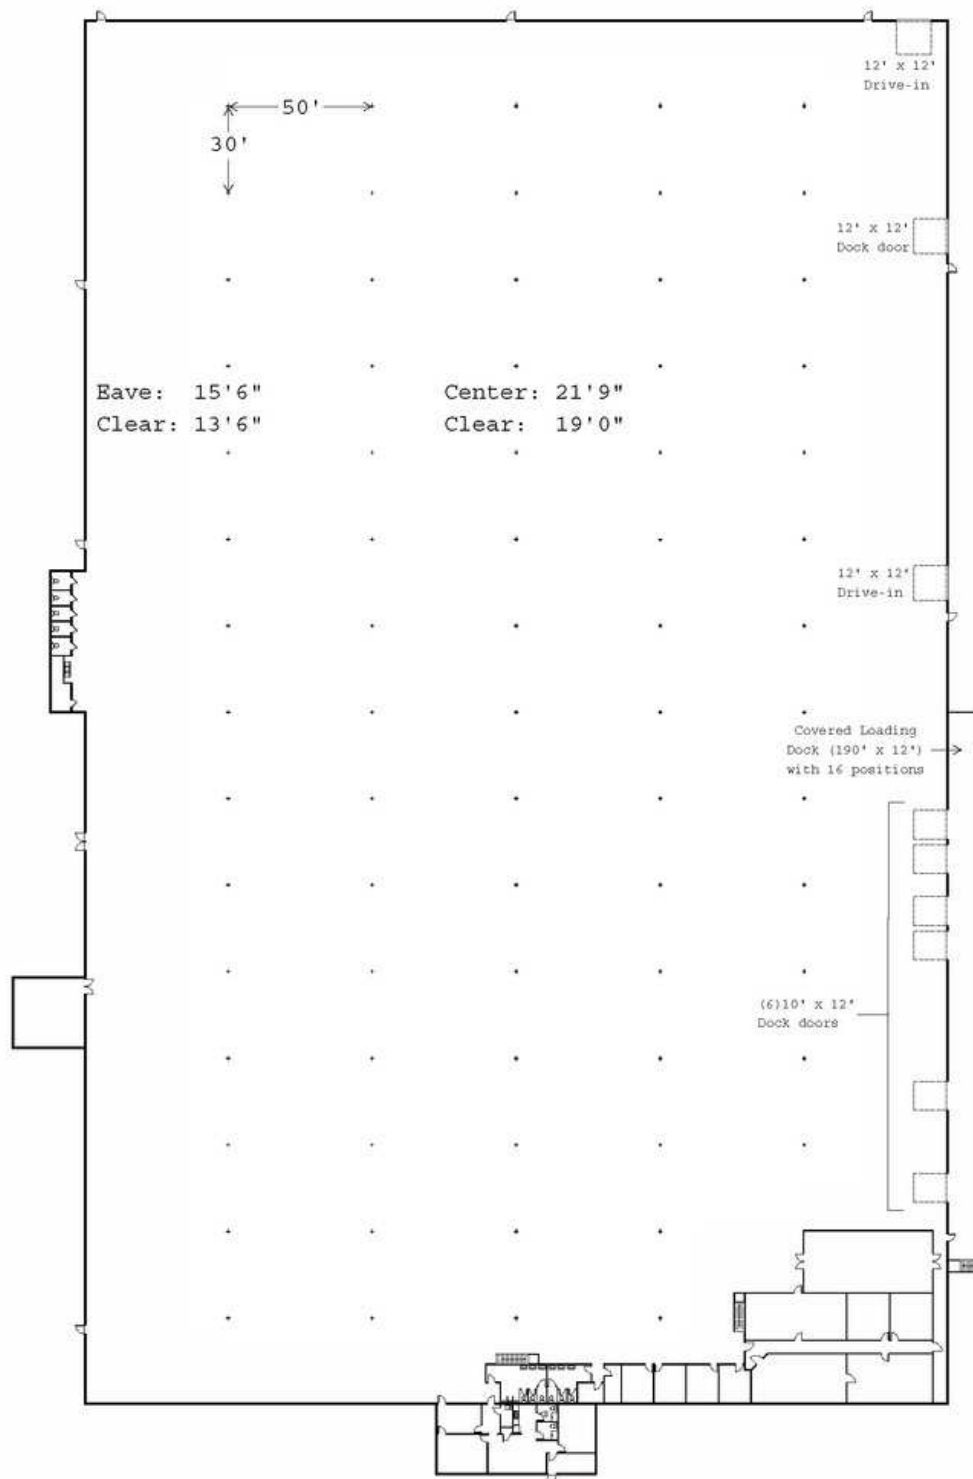 12' x 12'
Drive-in
50'
30'
12' x 12'
Dock door
Eave: 15'6"
Clear: 13'6"
Center: 21'9"
Clear: 19'0"
12' x 12'
Drive-in
Covered Loading
Dock (190' x 12')
with 16 positions
(6)10' x 12'
Dock doors